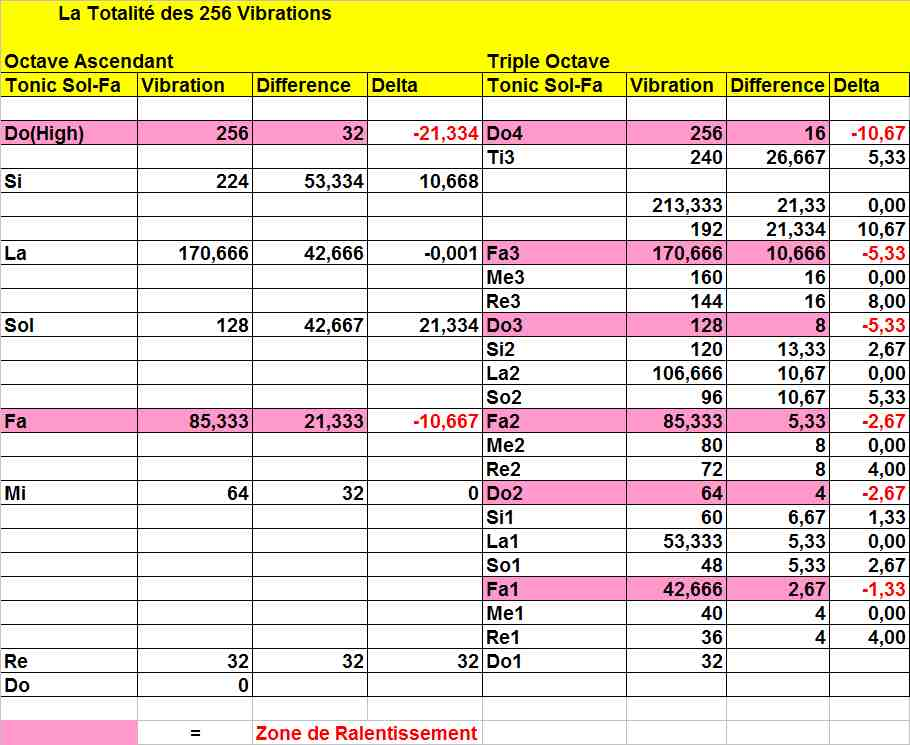 La Totalité des 256 Vibrations
Octave Ascendant Triple Octave
Tonic Sol-Fa Vibration Difference Delta Tonic Sol-Fa Vibration Difference Delta
Do(High) 256 32 -21,334 Do4 256 16 -10,67
Ti3 240 26,667 5,33
Si 224 53,334 10,668
213,333 21,33 0,00
192 21,334 10,67
La 170,666 42,666 -0,001 Fa3 170,666 10,666 -5,33
Me3 160 16 0,00
Re3 144 16 8,00
Sol 128 42,667 21,334 Do3 128 8 -5,33
Si2 120 13,33 2,67
La2 106,666 10,67 0,00
So2 96 10,67 5,33
Fa 85,333 21,333 -10,667 Fa2 85,333 5,33 -2,67
Me2 80 8 0,00
Re2 72 8 4,00
Mi 64 32 0 Do2 64 4 -2,67
Si1 60 6,67 1,33
La1 53,333 5,33 0,00
So1 48 5,33 2,67
Fa1 42,666 2,67 -1,33
Me1 40 4 0,00
Re1 36 4 4,00
Re 32 32 32 Do1 32
Do 0
= Zone de Ralentissement